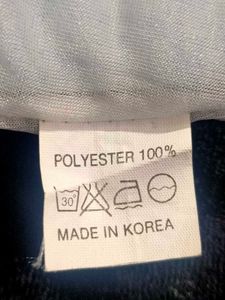 POLYESTER 100%
30°
MADE IN KOREA